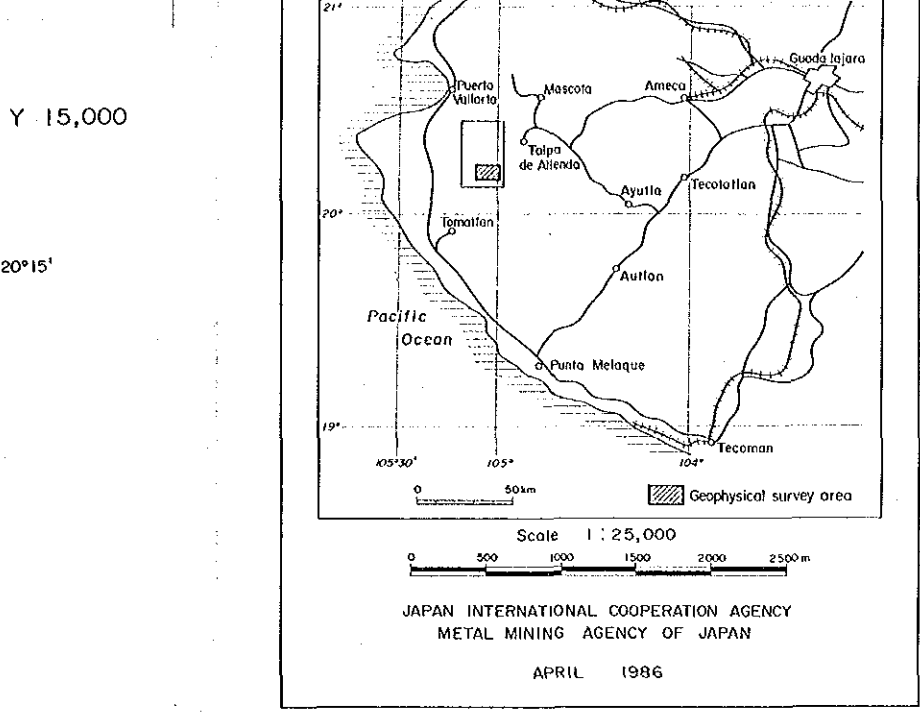 21°
Guadalajara
Puerto
Vallarta
Mascota
Ameca
Y 15,000
Talpa
de Allenda
Ayutla
Tecolotlan
20°
Tomatlan
20°15'
Autlan
Pacific
Ocean
Punta Melaque
19°
Tecoman
105°30'
105°
104°
0 50km
Geophysical survey area
Scale 1:25,000
0 500 1000 1500 2000 2500m
JAPAN INTERNATIONAL COOPERATION AGENCY
METAL MINING AGENCY OF JAPAN
APRIL 1986